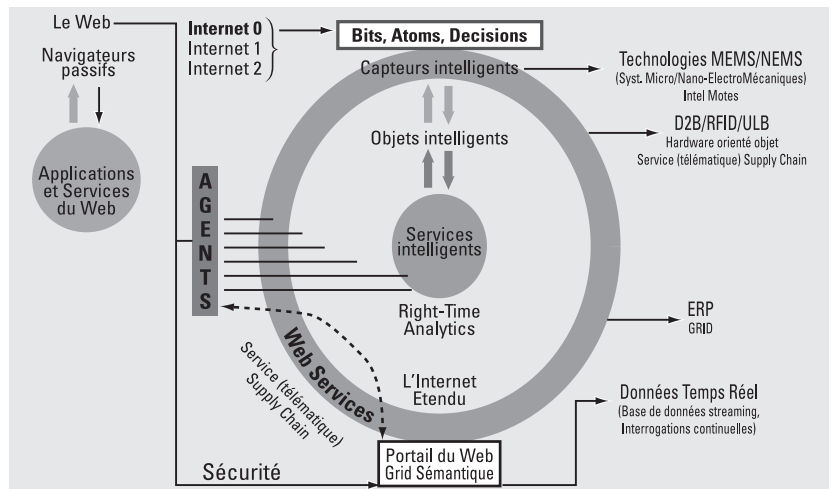 Le Web
Navigateurs
passifs
Applications
et Services
du Web
Internet 0
Internet 1
Internet 2
Bits, Atoms, Decisions
Capteurs intelligents
Objets intelligents
Services
intelligents
Right-Time
Analytics
L'Internet
Etendu
AGENTS
Web Services
Service (télématique)
Supply Chain
Portail du Web
Grid Sémantique
Sécurité
Technologies MEMS/NEMS
(Syst. Micro/Nano-ElectroMécaniques)
Intel Motes
D2B/RFID/ULB
Hardware orienté objet
Service (télématique) Supply Chain
ERP
GRID
Données Temps Réel
(Base de données streaming,
Interrogations continuelles)